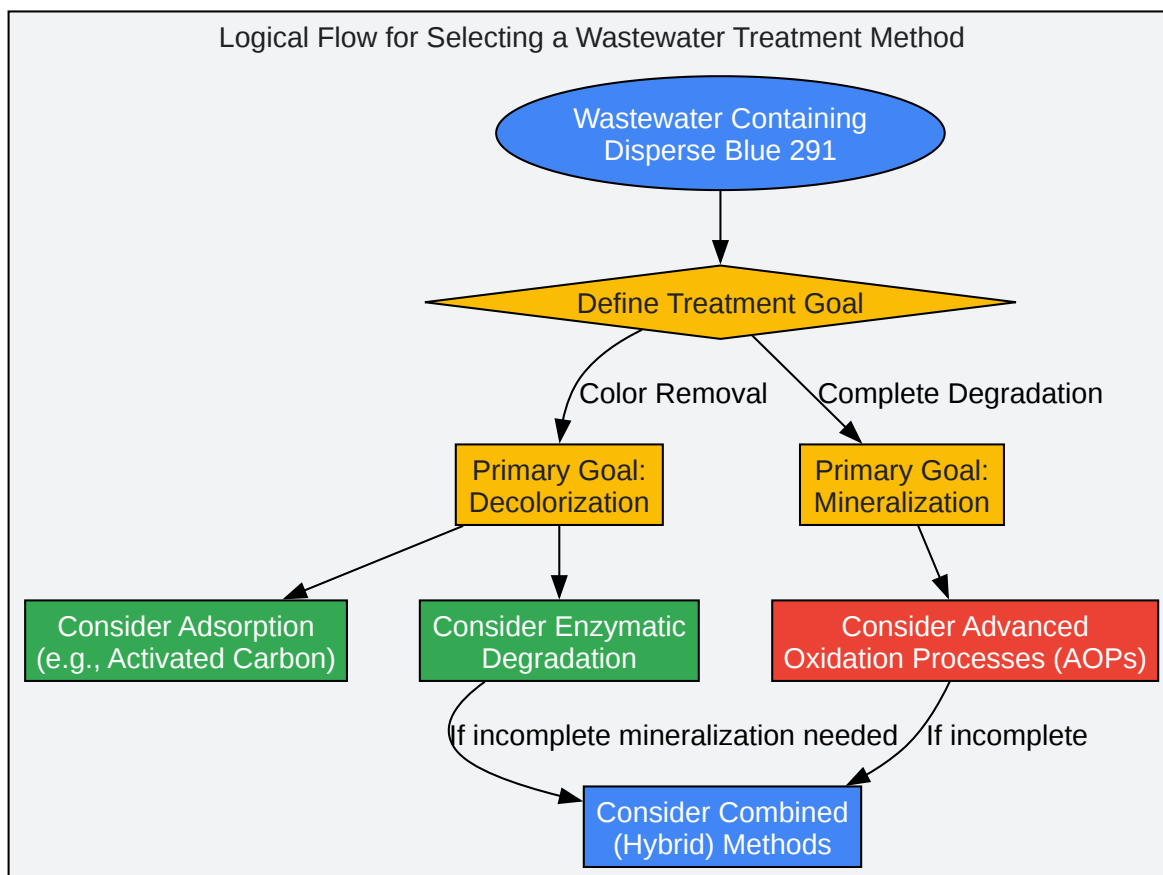 Logical Flow for Selecting a Wastewater Treatment Method
Wastewater Containing
Disperse Blue 291
Define Treatment Goal
Color Removal
Complete Degradation
Primary Goal:
Decolorization
Primary Goal:
Mineralization
Consider Adsorption
(e.g., Activated Carbon)
Consider Enzymatic
Degradation
Consider Advanced
Oxidation Processes (AOPs)
If incomplete mineralization needed
If incomplete
Consider Combined
(Hybrid) Methods